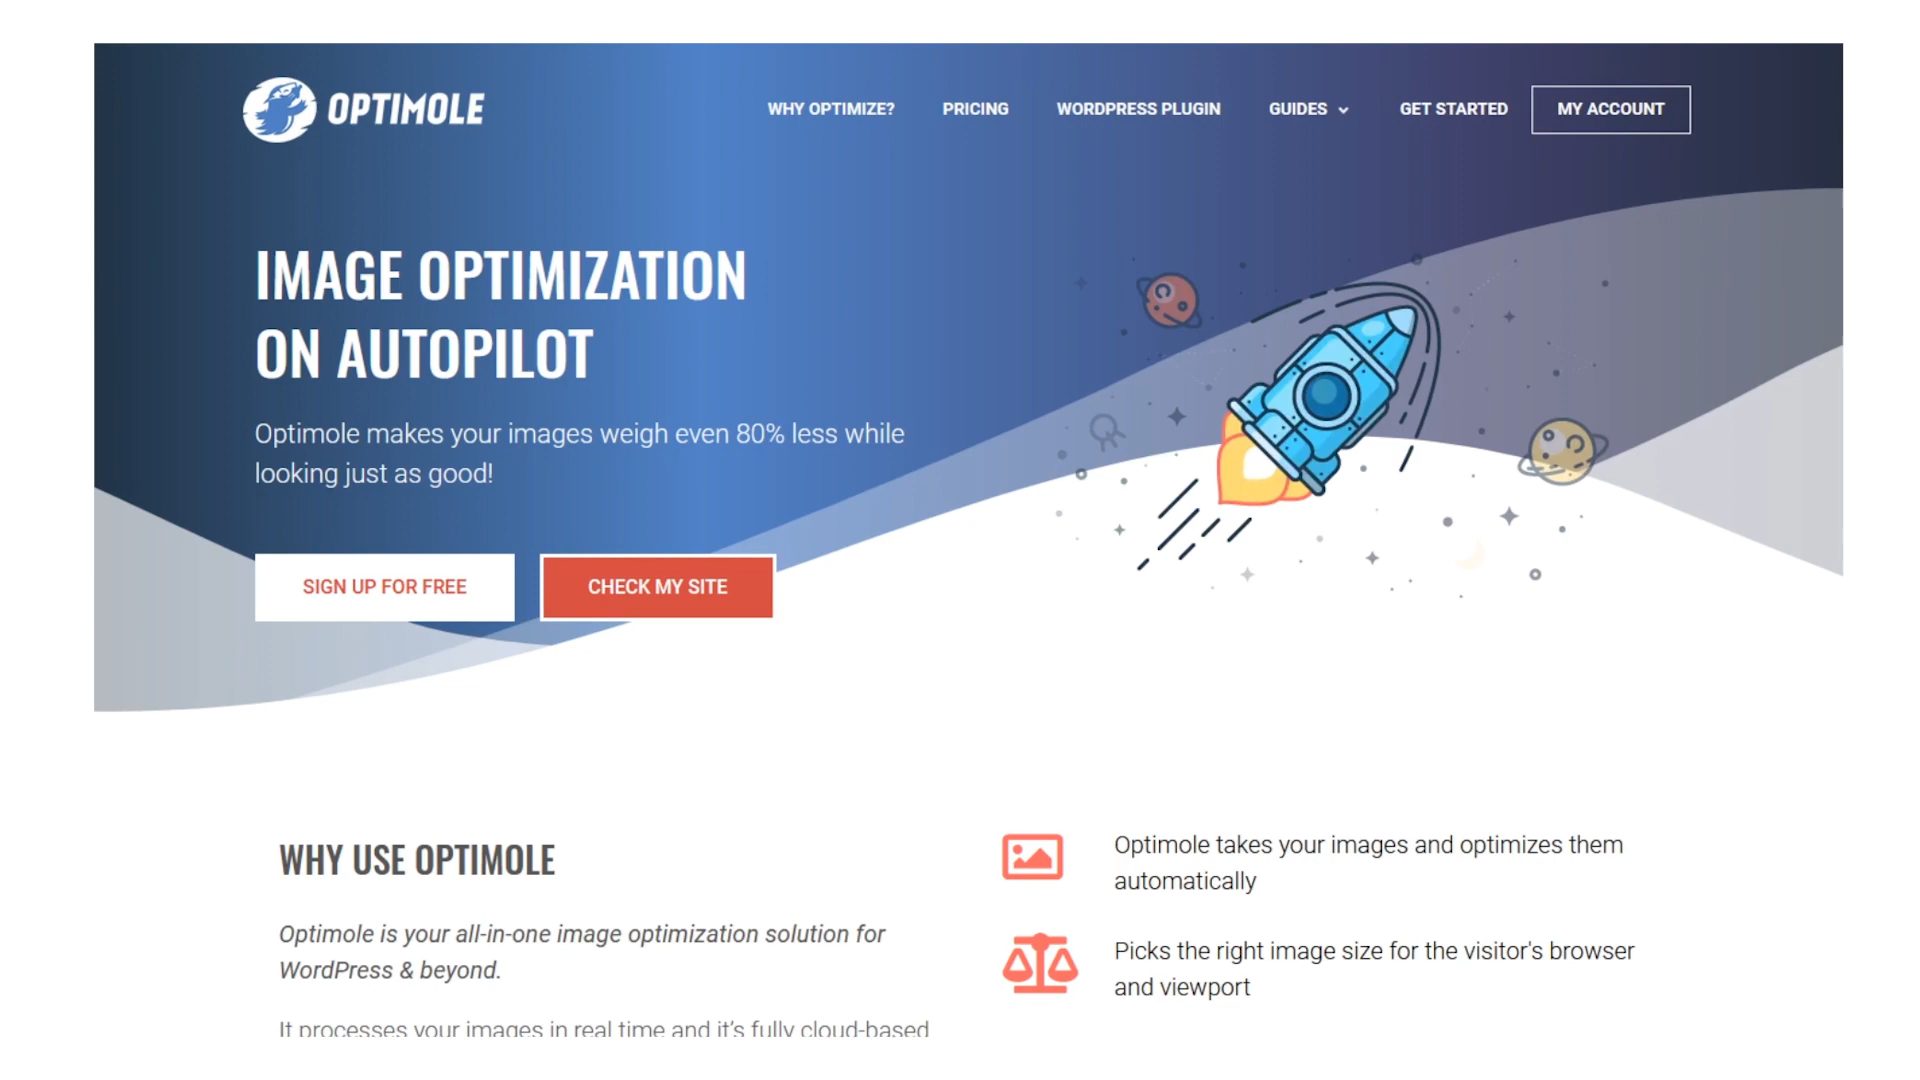 OPTIMOLE
WHY OPTIMIZE?
PRICING
WORDPRESS PLUGIN
GUIDES
GET STARTED
MY ACCOUNT
IMAGE OPTIMIZATION
ON AUTOPILOT
Optimole makes your images weigh even 80% less while
looking just as good!
SIGN UP FOR FREE
CHECK MY SITE
WHY USE OPTIMOLE
Optimole is your all-in-one image optimization solution for
WordPress & beyond.
It processes your images in real time and it's fully cloud-based
Optimole takes your images and optimizes them
automatically
Picks the right image size for the visitor's browser
and viewport